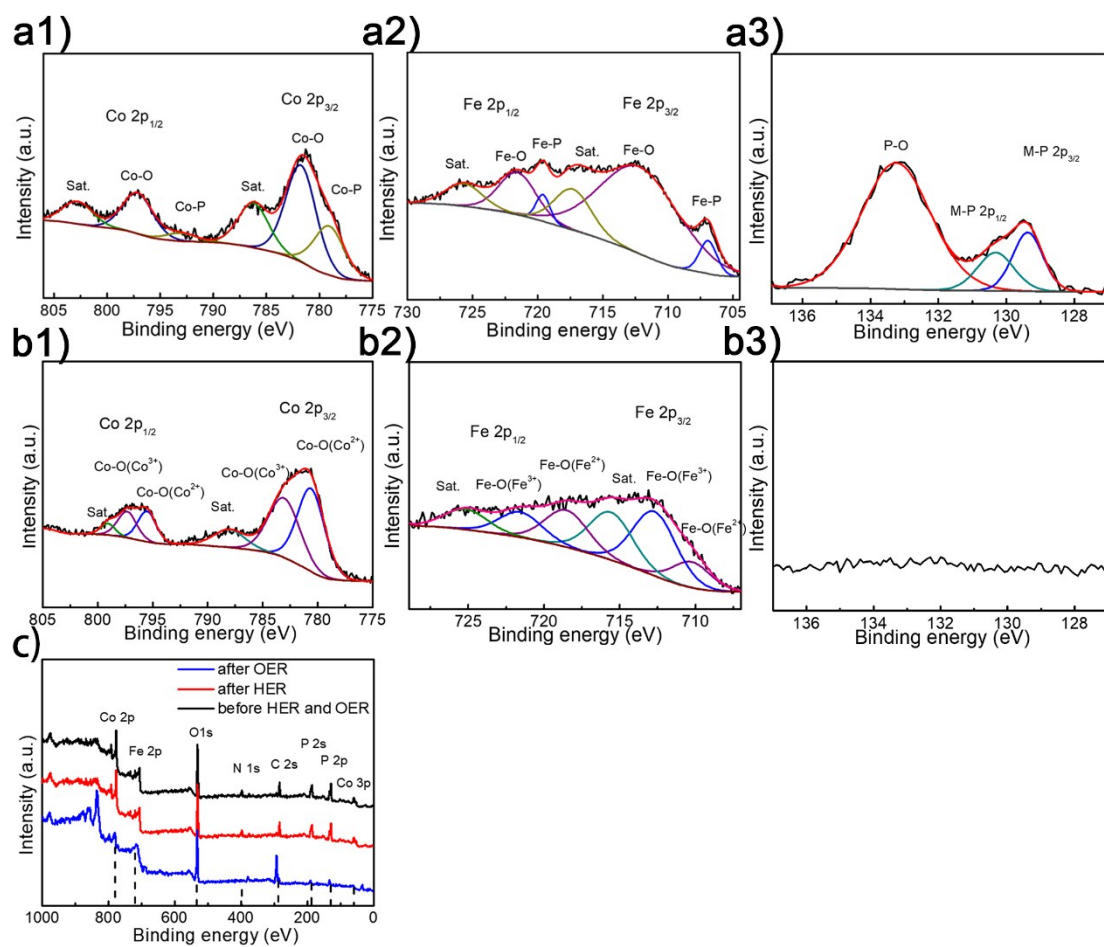 a1)
Co 2p3/2
Co 2p1/2
Co-O
Co-O
Sat.
Co-P
Sat.
Co-P
Intensity (a.u.)
805 800 795 790 785 780 775
Binding energy (eV)
a2)
Fe 2p1/2
Fe 2p3/2
Fe-P
Sat.
Fe-O
Sat.
Fe-O
Fe-P
Intensity (a.u.)
730 725 720 715 710 705
Binding energy (eV)
a3)
P-O
M-P 2p3/2
M-P 2p1/2
Intensity (a.u.)
136 134 132 130 128
Binding energy (eV)
b1)
Co 2p3/2
Co 2p1/2
Co-O(Co2+)
Co-O(Co3+)
Co-O(Co3+)
Co-O(Co2+)
Sat.
Sat.
Intensity (a.u.)
805 800 795 790 785 780 775
Binding energy (eV)
b2)
Fe 2p1/2
Fe 2p3/2
Fe-O(Fe2+)
Sat.
Fe-O(Fe3+)
Sat.
Fe-O(Fe3+)
Fe-O(Fe2+)
Intensity (a.u.)
725 720 715 710
Binding energy (eV)
b3)
Intensity (a.u.)
136 134 132 130 128
Binding energy (eV)
c)
after OER
after HER
before HER and OER
Co 2p
Fe 2p
O1s
N 1s
C 2s
P 2s
P 2p
Co 3p
Intensity (a.u.)
1000 800 600 400 200 0
Binding energy (eV)